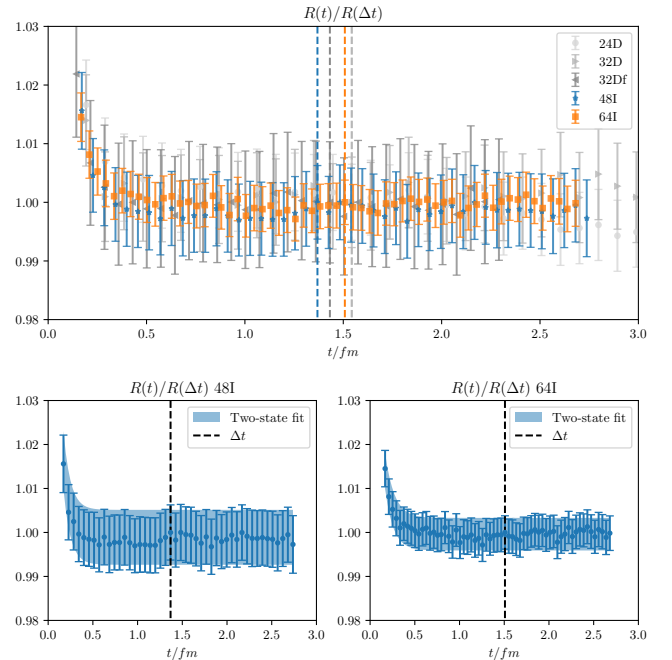 R(t)/R(Δt)
1.03
1.02
1.01
1.00
0.99
0.98
24D
32D
32Df
48I
64I
0.0 0.5 1.0 1.5 2.0 2.5 3.0
t/fm
R(t)/R(Δt) 48I
1.03
1.02
1.01
1.00
0.99
0.98
Two-state fit
Δt
0.0 0.5 1.0 1.5 2.0 2.5 3.0
t/fm
R(t)/R(Δt) 64I
1.03
1.02
1.01
1.00
0.99
0.98
Two-state fit
Δt
0.0 0.5 1.0 1.5 2.0 2.5 3.0
t/fm